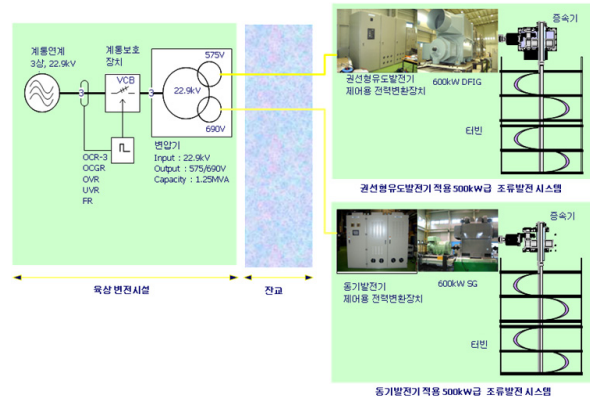 계통연계
3상, 22.9kV
계통보호
장치
VCB
3
3
22.9kV
575V
690V
OCR-3
OCGR
OVR
UVR
FR
변압기
Input : 22.9kV
Output : 575/690V
Capacity : 1.25MVA
육상 변전시설
잔교
권선형유도발전기
제어용 전력변환장치
600kW DFIG
증속기
터빈
권선형유도발전기 적용 500kW급 조류발전 시스템
동기발전기
제어용 전력변환장치
600kW SG
증속기
터빈
동기발전기 적용 500kW급 조류발전 시스템